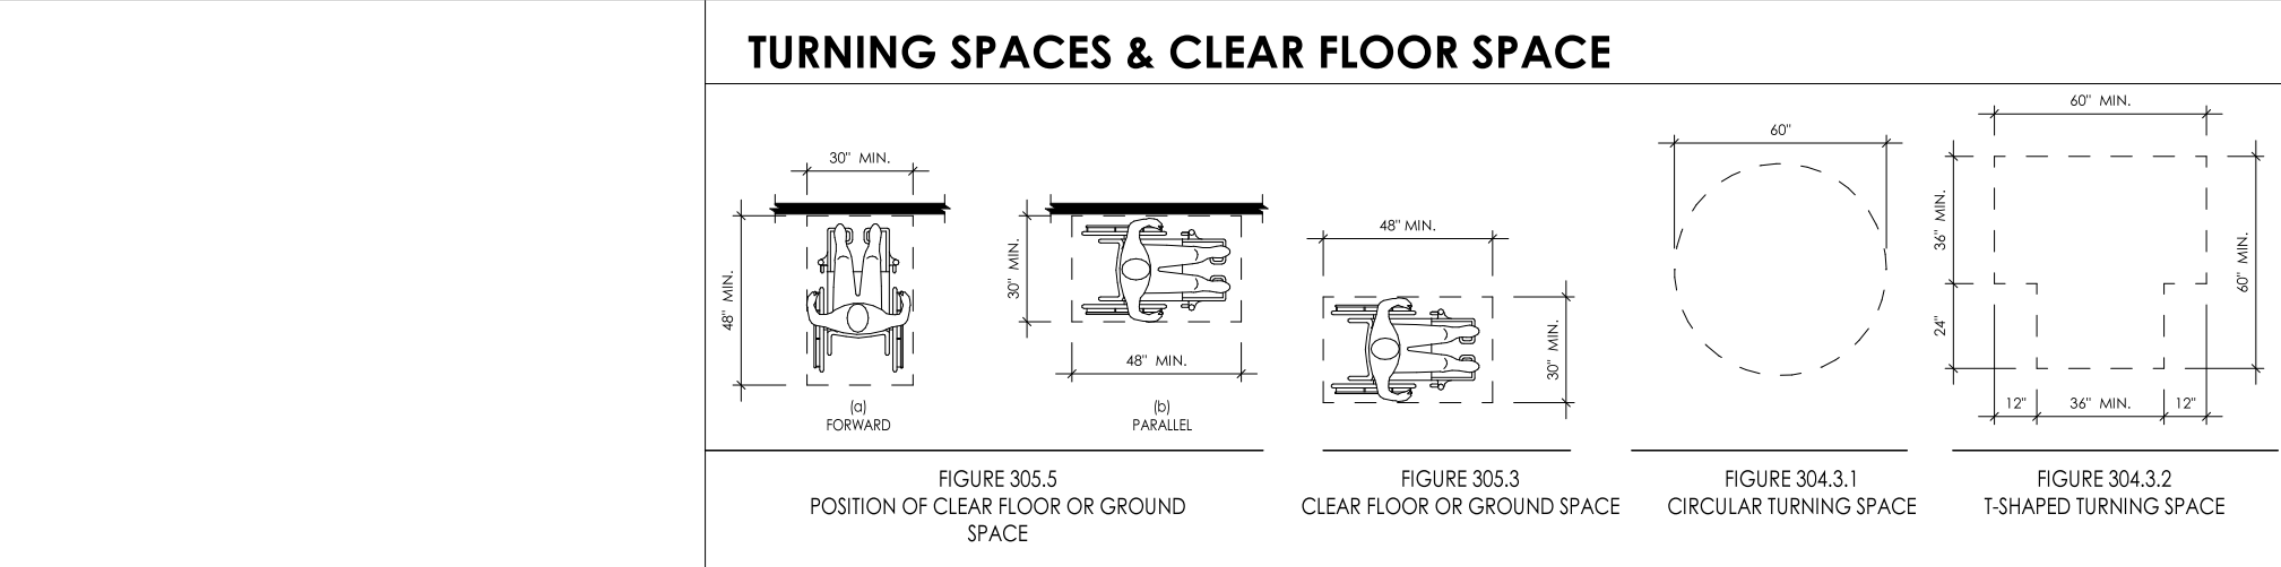 TURNING SPACES & CLEAR FLOOR SPACE
30" MIN.
48" MIN.
(a)
FORWARD
30" MIN.
48" MIN.
(b)
PARALLEL
FIGURE 305.5
POSITION OF CLEAR FLOOR OR GROUND
SPACE
48" MIN.
30" MIN.
FIGURE 305.3
CLEAR FLOOR OR GROUND SPACE
60"
FIGURE 304.3.1
CIRCULAR TURNING SPACE
60" MIN.
36" MIN.
24"
60" MIN.
12"
36" MIN.
12"
FIGURE 304.3.2
T-SHAPED TURNING SPACE